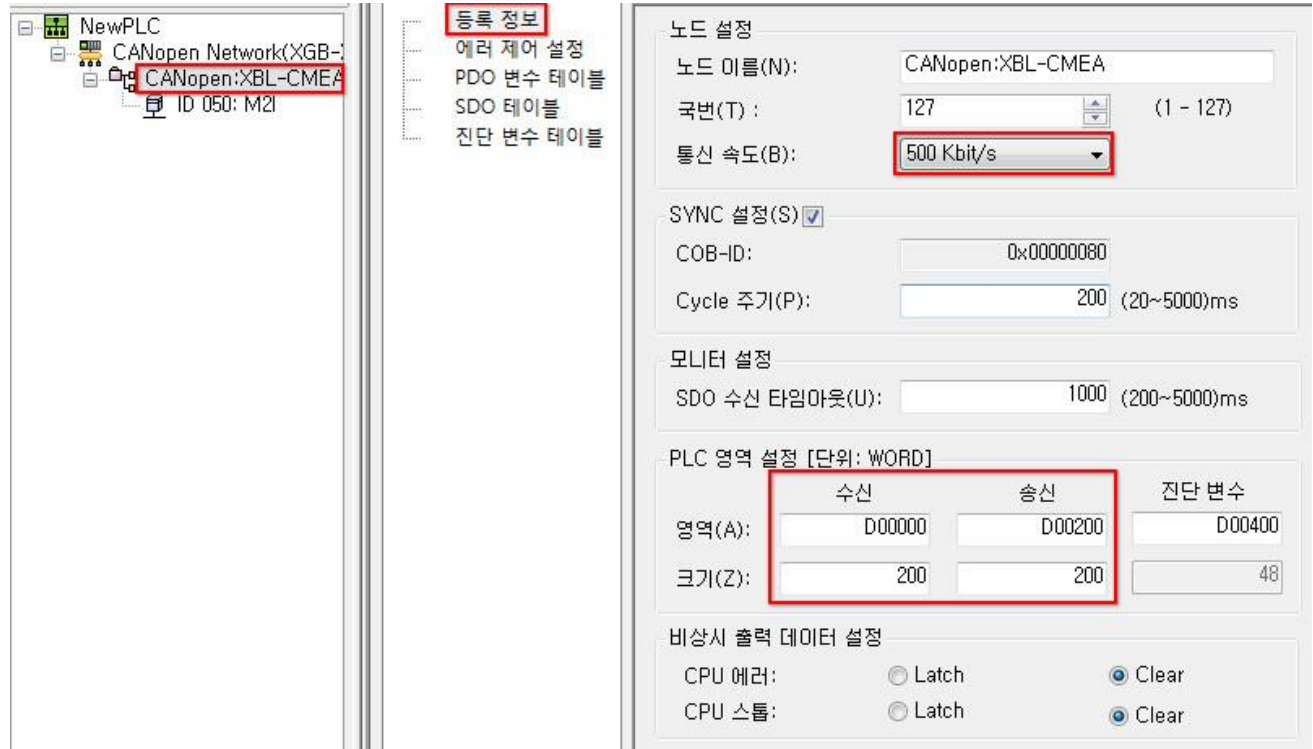 NewPLC
CANopen Network(XGB-
CANopen:XBL-CMEA
ID 050: M2I
등록 정보
에러 제어 설정
PDO 변수 테이블
SDO 테이블
진단 변수 테이블
노드 설정
노드 이름(N): CANopen:XBL-CMEA
국번(T) : 127 (1 - 127)
통신 속도(B): 500 Kbit/s
SYNC 설정(S)
COB-ID: 0x00000080
Cycle 주기(P): 200 (20~5000)ms
모니터 설정
SDO 수신 타임아웃(U): 1000 (200~5000)ms
PLC 영역 설정 [단위: WORD]
수신 송신 진단 변수
영역(A): D00000 D00200 D00400
크기(Z): 200 200 48
비상시 출력 데이터 설정
CPU 에러: Latch Clear
CPU 스톱: Latch Clear